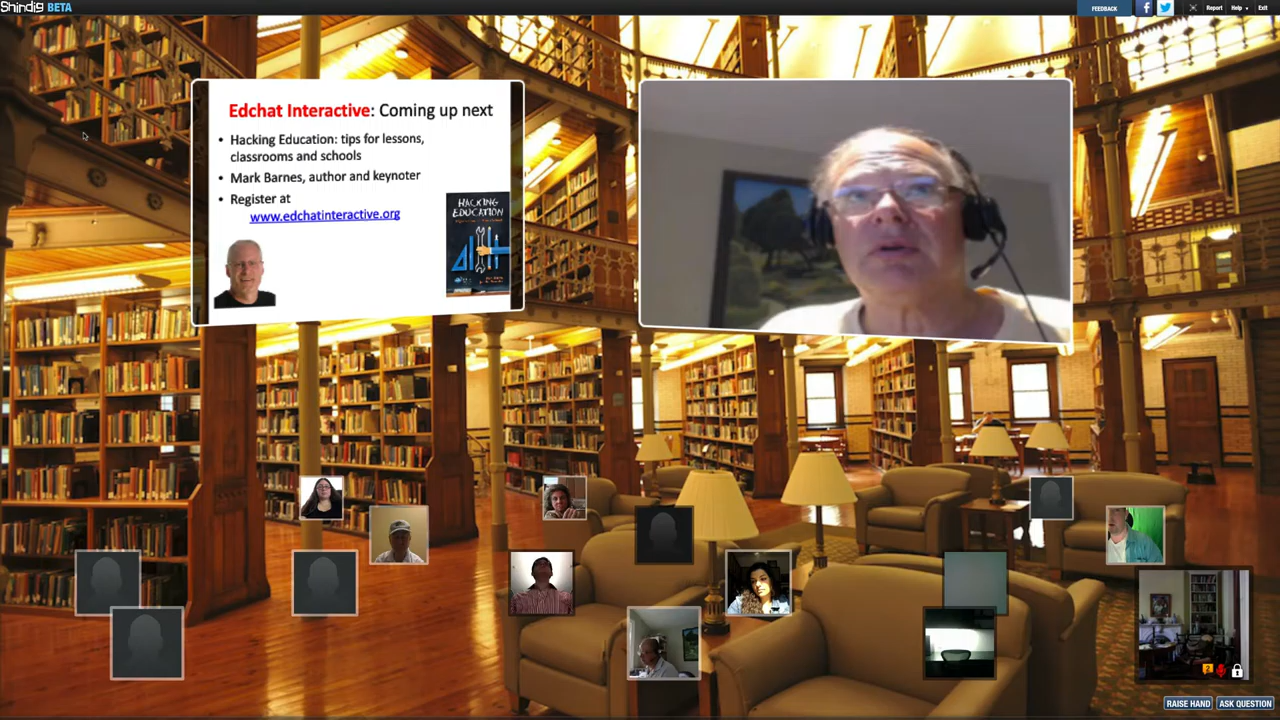 Shindig BETA
FEEDBACK
Report
Help
Exit
Edchat Interactive: Coming up next
• Hacking Education: tips for lessons,
classrooms and schools
• Mark Barnes, author and keynoter
• Register at
www.edchatinteractive.org
HACKING
EDUCATION
2
RAISE HAND
ASK QUESTION